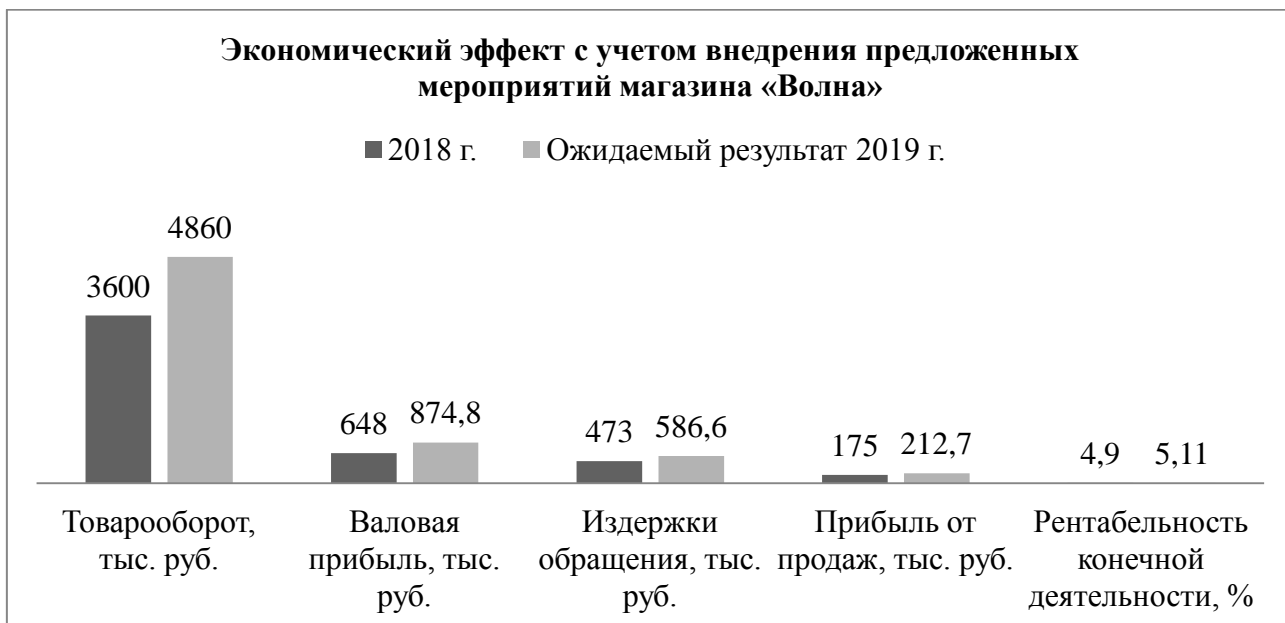 Экономический эффект с учетом внедрения предложенных
мероприятий магазина «Волна»
2018 г. Ожидаемый результат 2019 г.
3600 4860
648 874,8
473 586,6
175 212,7
4,9 5,11
Товарооборот,
тыс. руб.
Валовая
прибыль, тыс.
руб.
Издержки
обращения, тыс.
руб.
Прибыль от
продаж, тыс. руб.
Рентабельность
конечной
деятельности, %